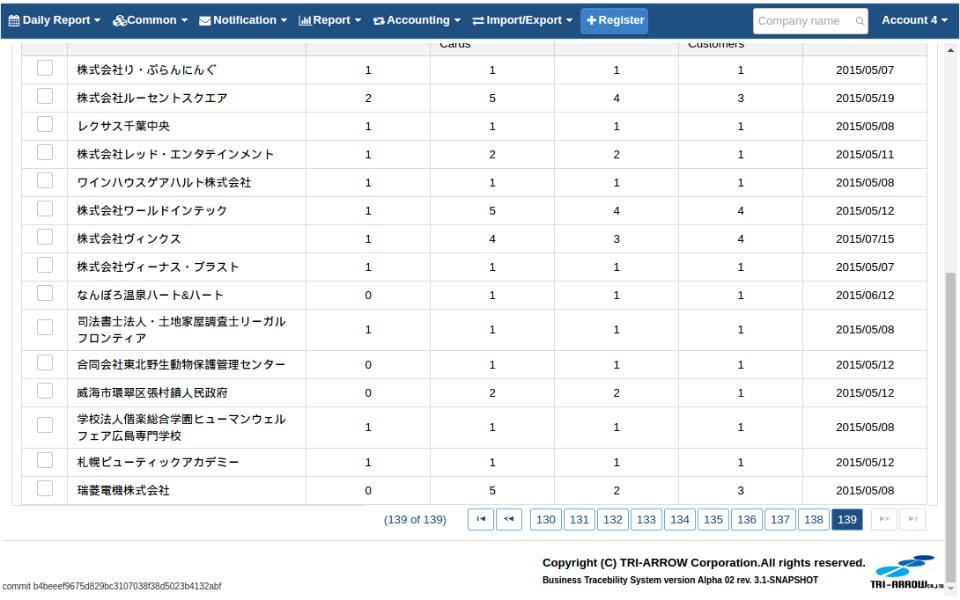 Daily Report Common Notification Report Accounting Import/Export Register Company name Account 4
Cards Customers
株式会社リ・ぷらんにんぐ 1 1 1 1 2015/05/07
株式会社ルーセントスクエア 2 5 4 3 2015/05/19
レクサス千葉中央 1 1 1 1 2015/05/08
株式会社レッド・エンタテインメント 1 2 2 1 2015/05/11
ワインハウスゲアハルト株式会社 1 1 1 1 2015/05/08
株式会社ワールドインテック 1 5 4 4 2015/05/12
株式会社ヴィンクス 1 4 3 4 2015/07/15
株式会社ヴィーナス・プラスト 1 1 1 1 2015/05/07
なんぽろ温泉ハート&ハート 0 1 1 1 2015/06/12
司法書士法人・土地家屋調査士リーガル
フロンティア 1 1 1 1 2015/05/08
合同会社東北野生動物保護管理センター 0 1 1 1 2015/05/12
威海市環翠区張村鎮人民政府 0 2 2 1 2015/05/12
学校法人偕楽総合学園ヒューマンウェル
フェア広島専門学校 1 1 1 1 2015/05/08
札幌ビューティックアカデミー 1 1 1 1 2015/05/12
瑞菱電機株式会社 0 5 2 3 2015/05/08
(139 of 139) 130 131 132 133 134 135 136 137 138 139
Copyright (C) TRI-ARROW Corporation.All rights reserved.
Business Tracebility System version Alpha 02 rev. 3.1-SNAPSHOT
TRI-ARROW CO.,LTD
commit b4beeef9675d829bc3107038f38d5023b4132abf